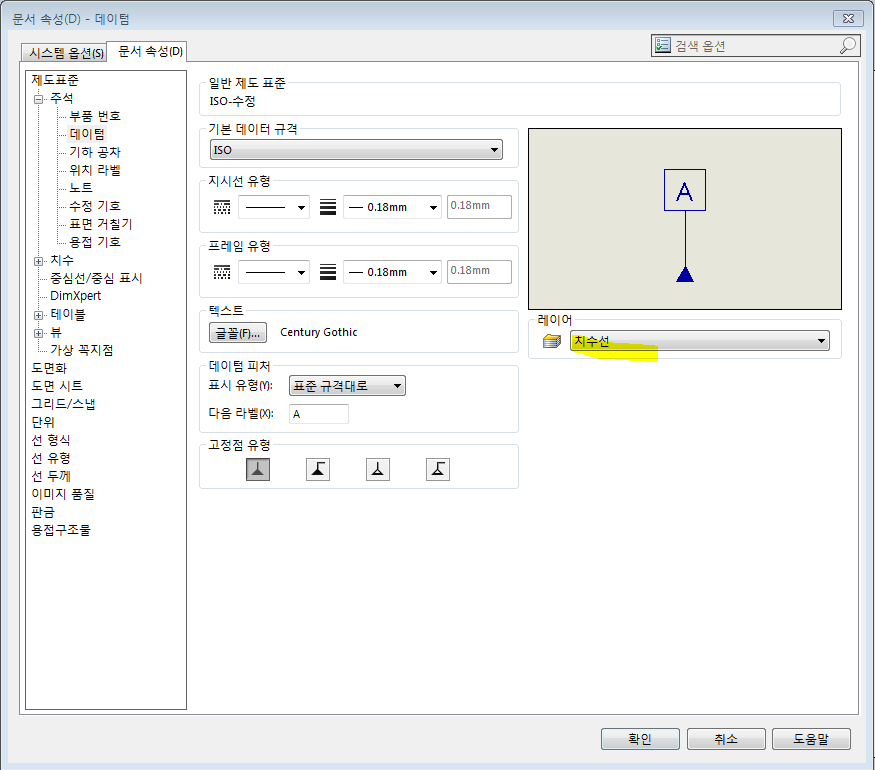 문서 속성(D) - 데이텀
시스템 옵션(S)
문서 속성(D)
검색 옵션
제도표준
주석
부품 번호
데이텀
기하 공차
위치 라벨
노트
수정 기호
표면 거칠기
용접 기호
치수
중심선/중심 표시
DimXpert
테이블
뷰
가상 꼭지점
도면화
도면 시트
그리드/스냅
단위
선 형식
선 유형
선 두께
이미지 품질
판금
용접구조물
일반 제도 표준
ISO-수정
기본 데이터 규격
ISO
지시선 유형
0.18mm
0.18mm
프레임 유형
0.18mm
0.18mm
텍스트
글꼴(F)...
Century Gothic
데이텀 피처
표시 유형(Y):
표준 규격대로
다음 라벨(X):
A
고정점 유형
A
레이어
치수선
확인
취소
도움말